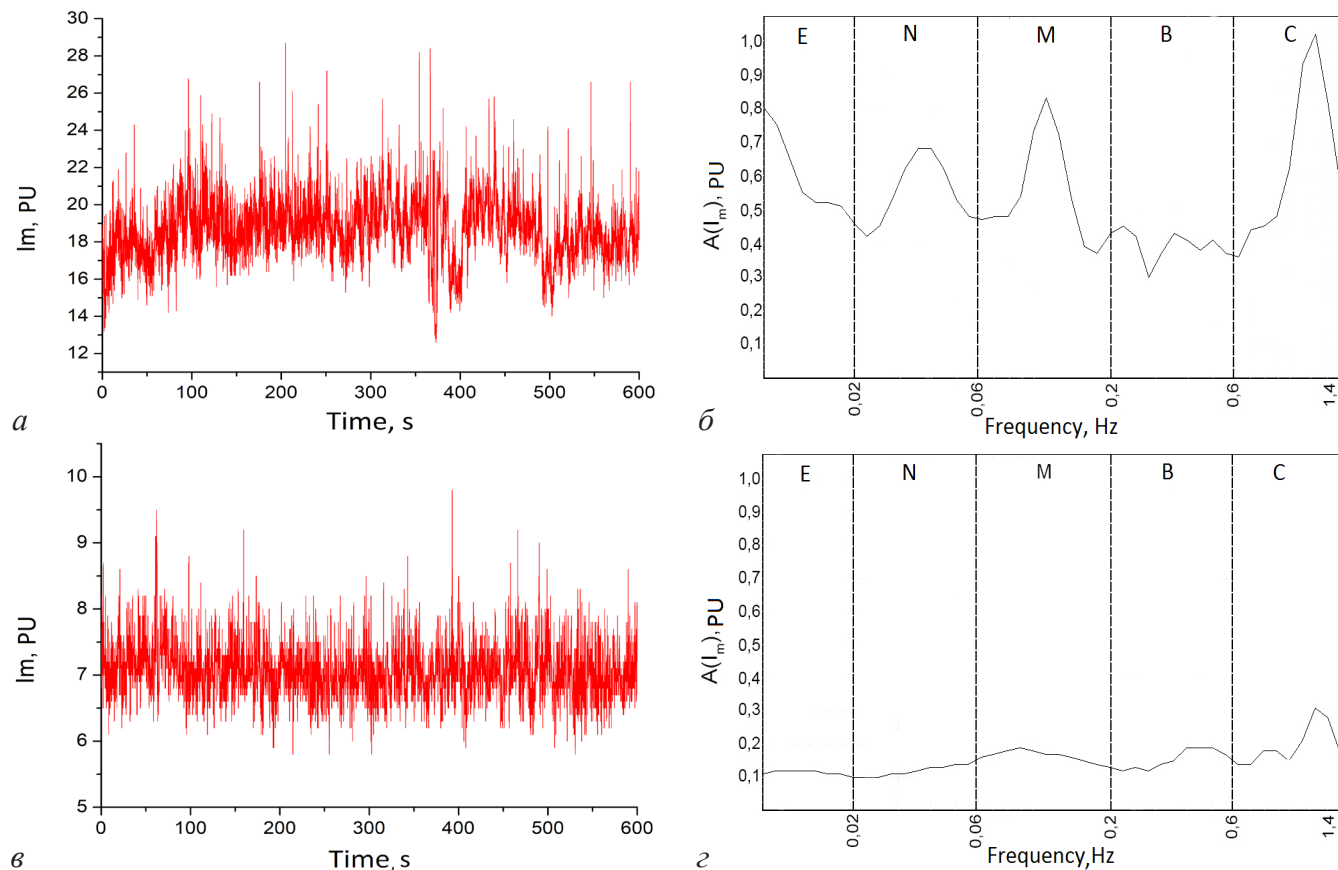 30
28
26
24
22
20
18
16
14
12
Im, PU
0 100 200 300 400 500 600
Time, s
а
E N M B C
1,0
0,9
0,8
0,7
0,6
0,5
0,4
0,3
0,2
0,1
A(Im), PU
0,02 0,06 0,2 0,6 1,4
Frequency, Hz
б
10
9
8
7
6
5
Im, PU
0 100 200 300 400 500 600
Time, s
в
E N M B C
1,0
0,9
0,8
0,7
0,6
0,5
0,4
0,3
0,2
0,1
A(Im), PU
0,02 0,06 0,2 0,6 1,4
Frequency,Hz
г